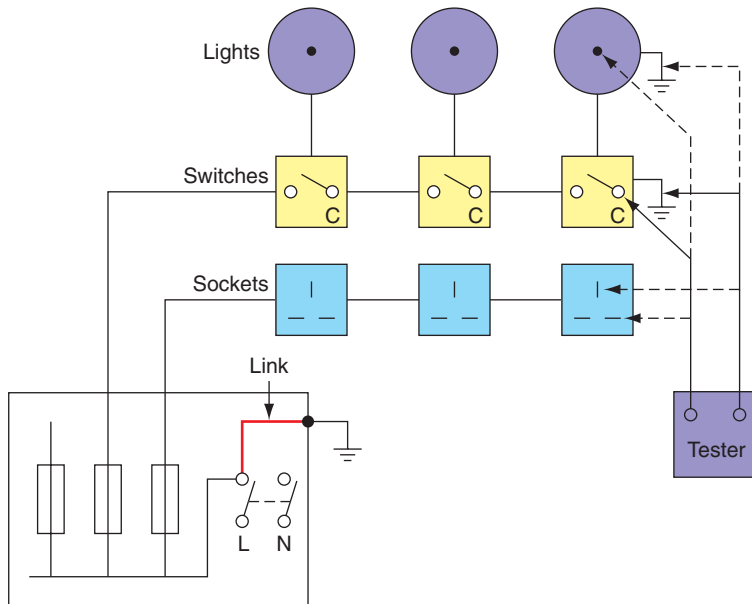 Lights
Switches
C
C
C
Sockets
Link
Tester
L N